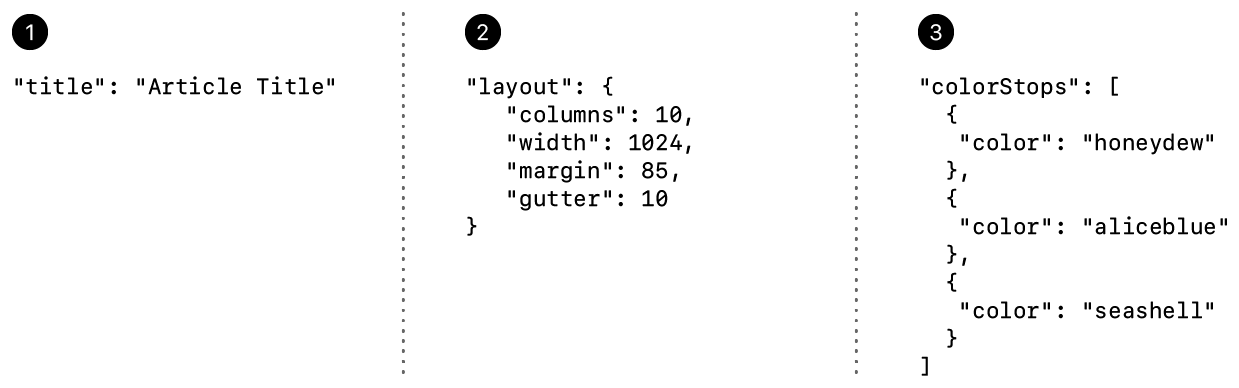 1
"title": "Article Title"
2
"layout": {
   "columns": 10,
   "width": 1024,
   "margin": 85,
   "gutter": 10
}
3
"colorStops": [
  {
   "color": "honeydew"
  },
  {
   "color": "aliceblue"
  },
  {
   "color": "seashell"
  }
]